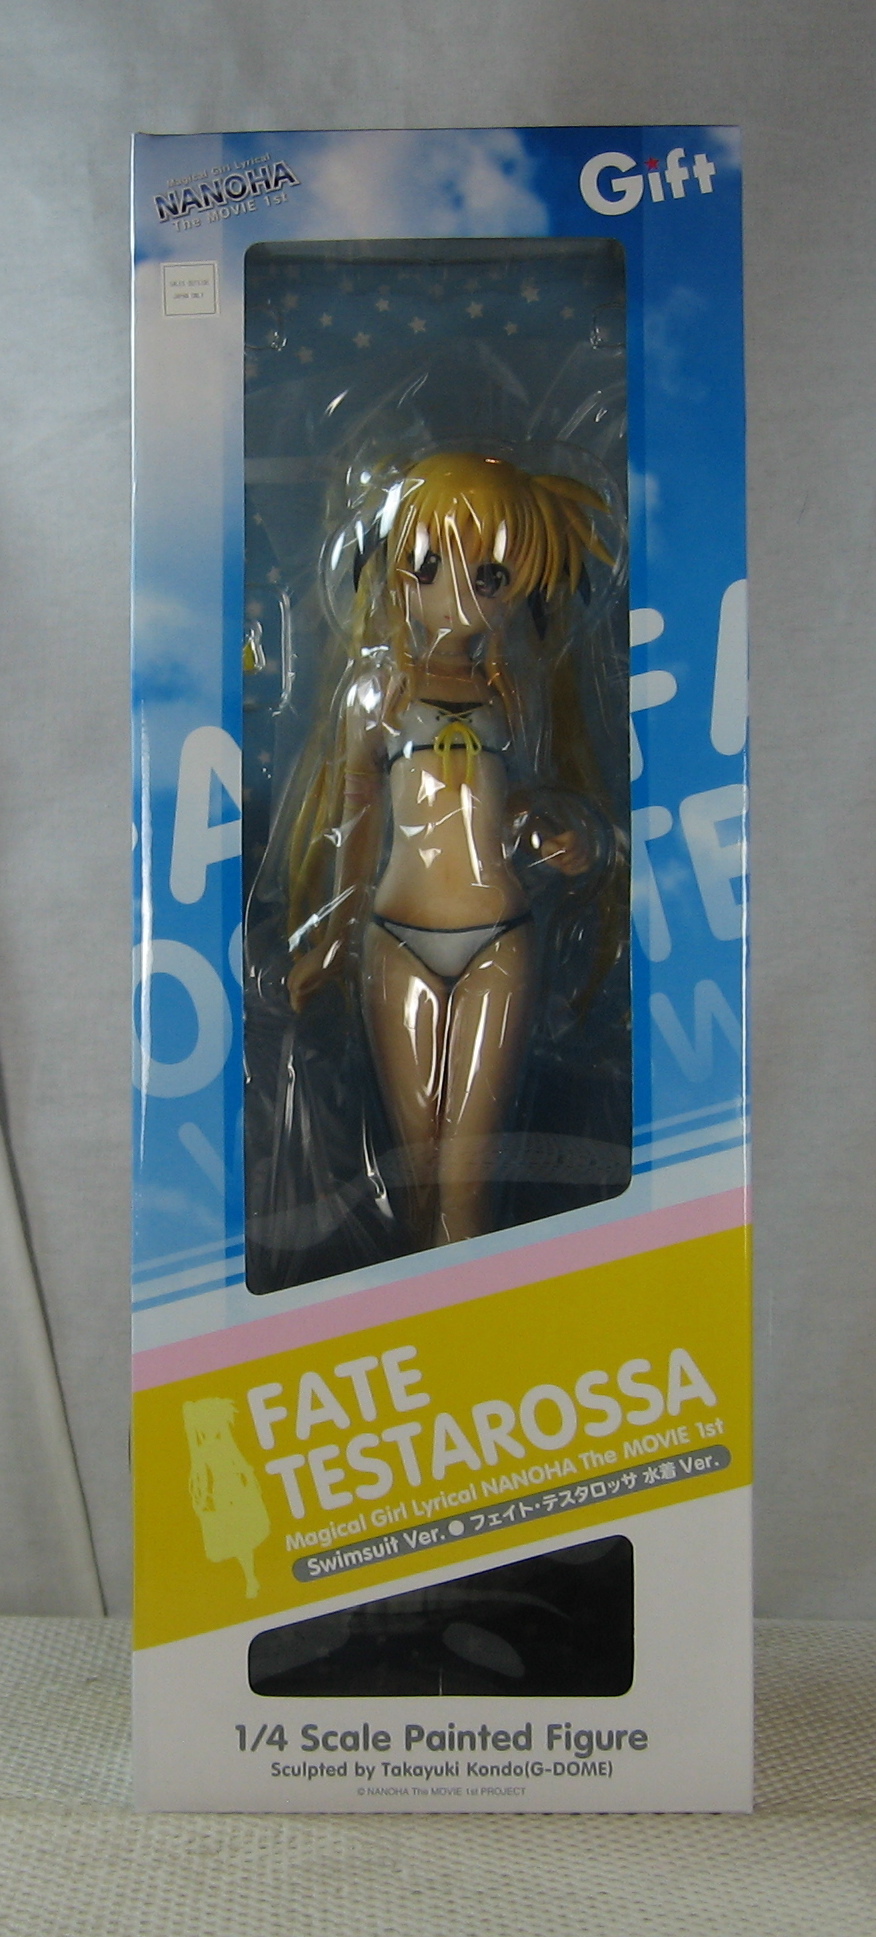 Magical Girl Lyrical
NANOHA
The MOVIE 1st
Gift
JAPAN ONLY
FATE
TESTAROSSA
Magical Girl Lyrical NANOHA The MOVIE 1st
Swimsuit Ver. ● フェイト・テスタロッサ 水着 Ver.
1/4 Scale Painted Figure
Sculpted by Takayuki Kondo(G-DOME)
© NANOHA The MOVIE 1st PROJECT